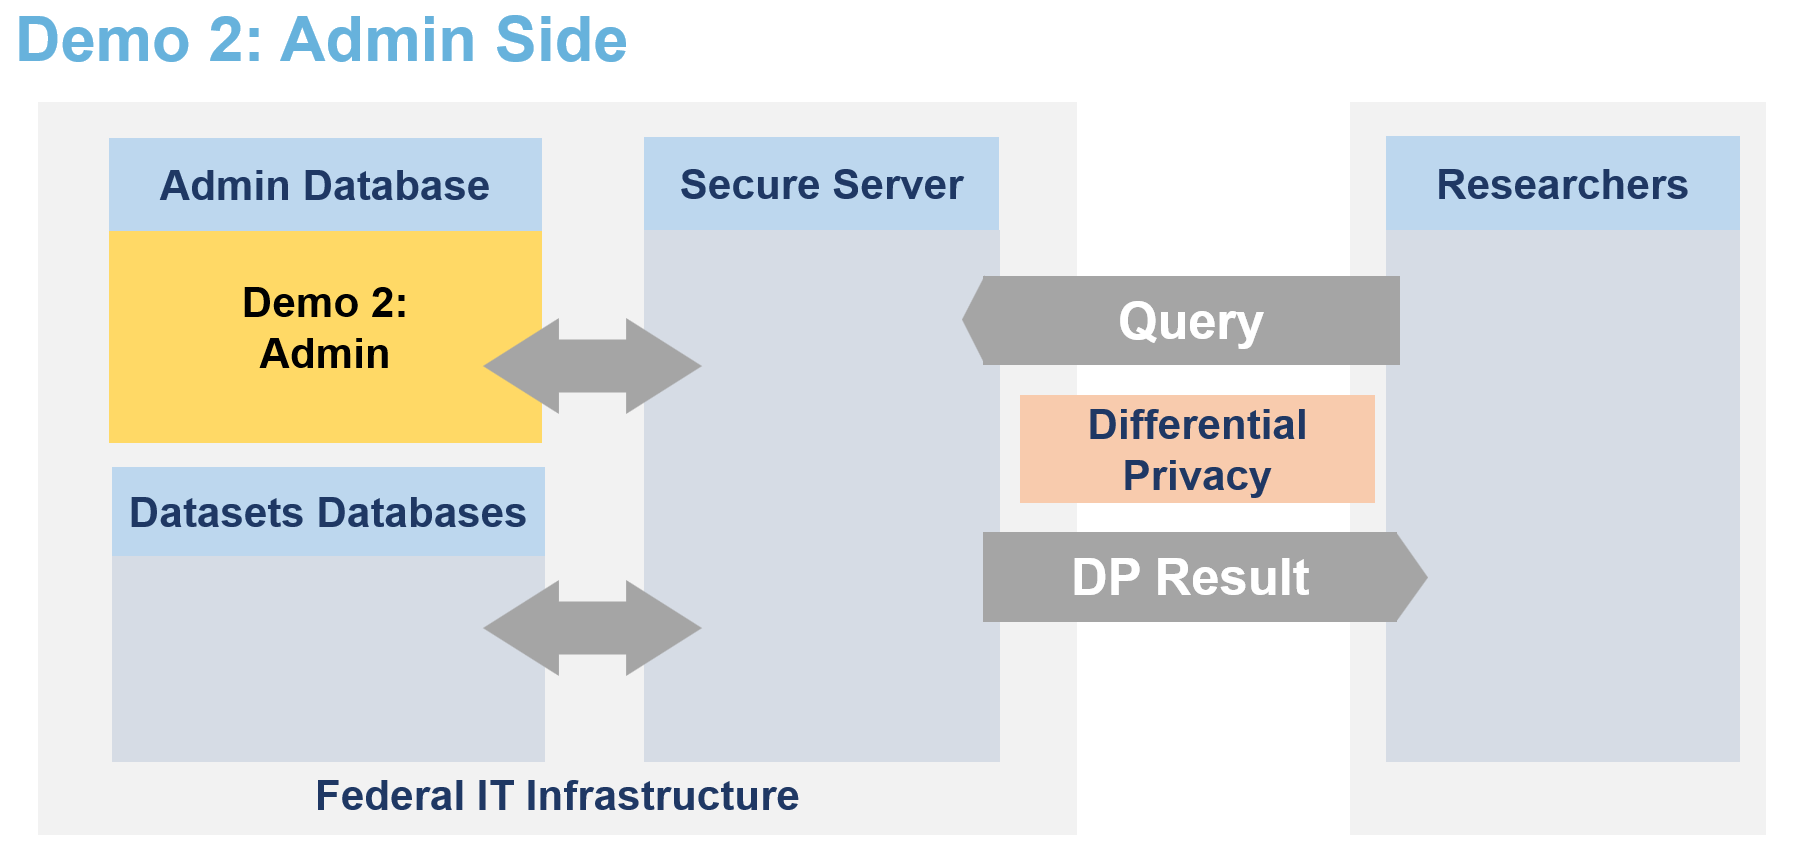 Demo 2: Admin Side
Admin Database
Demo 2:
Admin
Datasets Databases
Secure Server
Federal IT Infrastructure
Query
Differential
Privacy
DP Result
Researchers